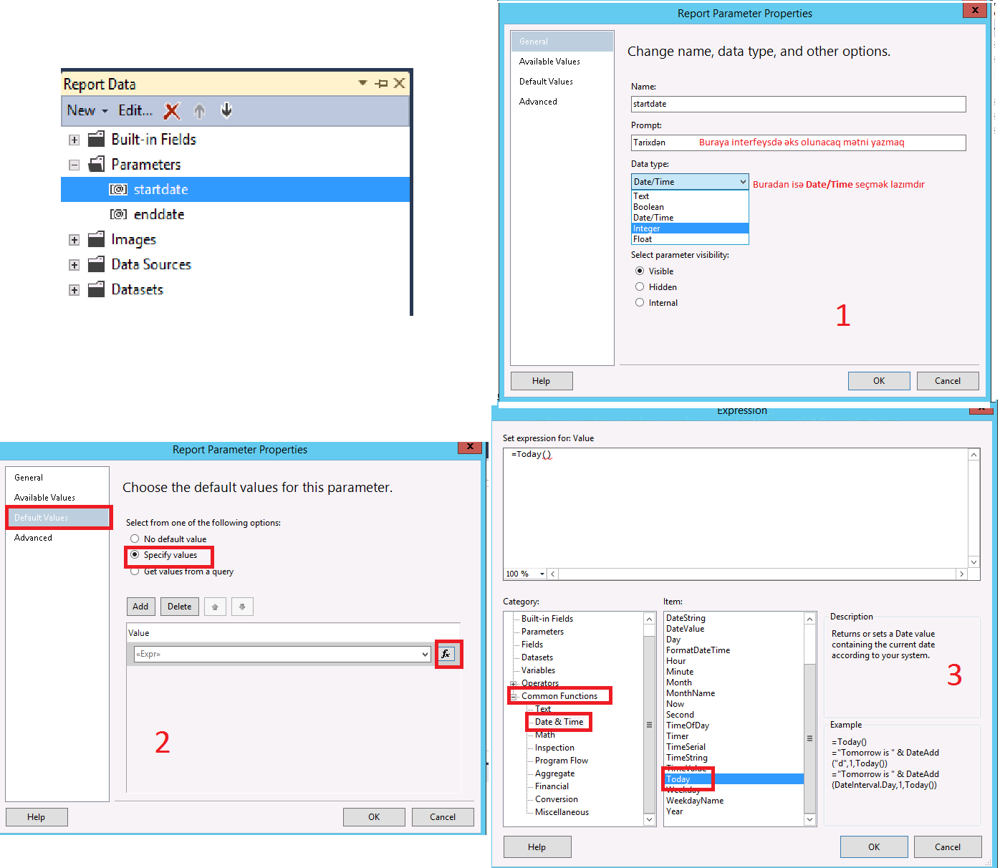 Report Data
New Edit...
Built-in Fields
Parameters
startdate
enddate
Images
Data Sources
Datasets
Report Parameter Properties
General
Available Values
Default Values
Advanced
Change name, data type, and other options.
Name:
startdate
Prompt:
Tarixdən Buraya interfeysdə əks olunacaq mətni yazmaq
Data type:
Date/Time Buradan isə Date/Time seçmək lazımdır
Text
Boolean
Date/Time
Integer
Float
Select parameter visibility:
Visible
Hidden
Internal
1
Help OK Cancel
Report Parameter Properties
General
Available Values
Default Values
Advanced
Choose the default values for this parameter.
Select from one of the following options:
No default value
Specify values
Get values from a query
Add Delete
Value
«Expr» fx
2
Help OK Cancel
Expression
Set expression for: Value
=Today()
100 %
Category:
Built-in Fields
Parameters
Fields
Datasets
Variables
Operators
Common Functions
Text
Date & Time
Math
Inspection
Program Flow
Aggregate
Financial
Conversion
Miscellaneous
Item:
DateString
DateValue
Day
FormatDateTime
Hour
Minute
Month
MonthName
Now
Second
TimeOfDay
Timer
TimeSerial
TimeString
TimeValue
Today
Weekday
WeekdayName
Year
Description
Returns or sets a Date value
containing the current date
according to your system.
3
Example
=Today()
="Tomorrow is " & DateAdd
("d",1,Today())
="Tomorrow is " & DateAdd
(DateInterval.Day,1,Today())
Help OK Cancel